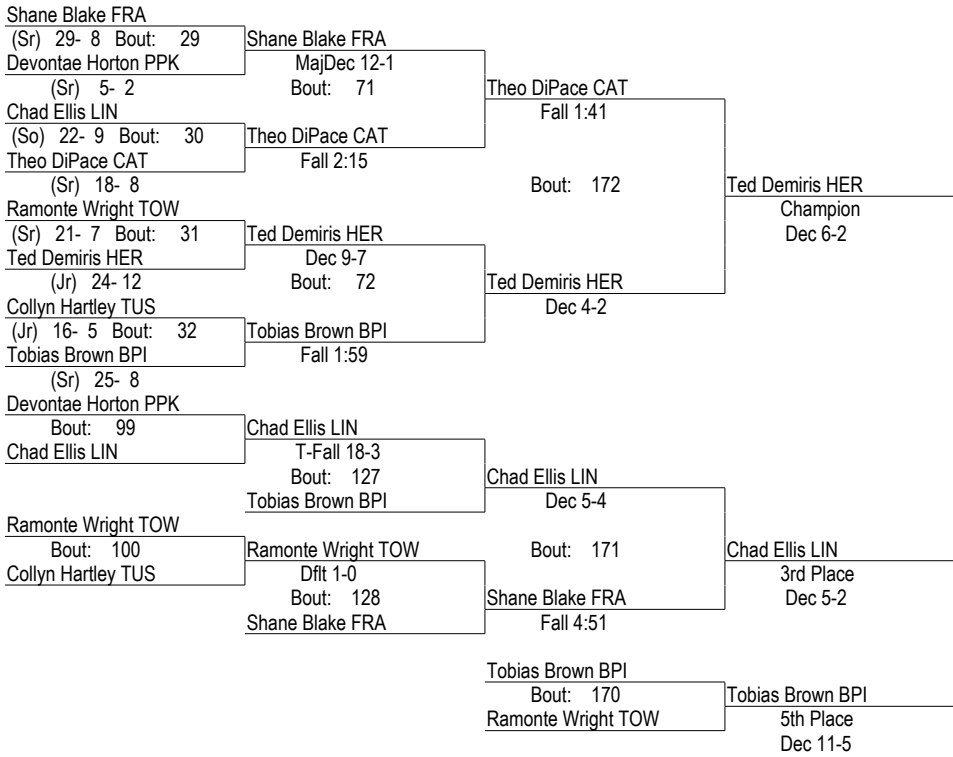 Shane Blake FRA
(Sr) 29- 8 Bout: 29 Shane Blake FRA
Devontae Horton PPK MajDec 12-1
(Sr) 5- 2 Bout: 71 Theo DiPace CAT
Chad Ellis LIN Fall 1:41
(So) 22- 9 Bout: 30 Theo DiPace CAT
Theo DiPace CAT Fall 2:15
(Sr) 18- 8 Bout: 172 Ted Demiris HER
Ramonte Wright TOW Champion
(Sr) 21- 7 Bout: 31 Ted Demiris HER Dec 6-2
Ted Demiris HER Dec 9-7
(Jr) 24- 12 Bout: 72 Ted Demiris HER
Collyn Hartley TUS Dec 4-2
(Jr) 16- 5 Bout: 32 Tobias Brown BPI
Tobias Brown BPI Fall 1:59
(Sr) 25- 8
Devontae Horton PPK
Bout: 99 Chad Ellis LIN
Chad Ellis LIN T-Fall 18-3
Bout: 127 Chad Ellis LIN
Tobias Brown BPI Dec 5-4
Ramonte Wright TOW
Bout: 100 Ramonte Wright TOW Bout: 171 Chad Ellis LIN
Collyn Hartley TUS Dflt 1-0 3rd Place
Bout: 128 Shane Blake FRA Dec 5-2
Shane Blake FRA Fall 4:51
Tobias Brown BPI
Bout: 170 Tobias Brown BPI
Ramonte Wright TOW 5th Place
Dec 11-5